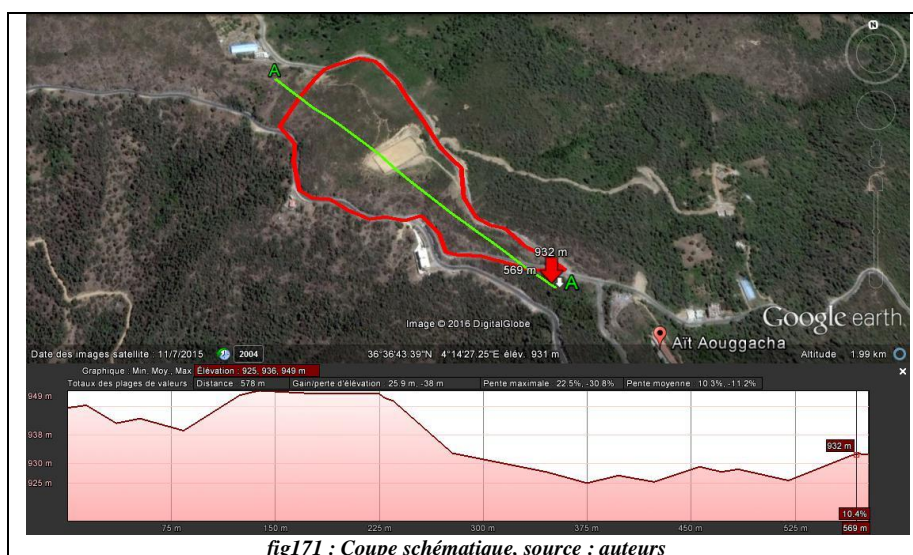 N
A
932 m
569 m
A
Image © 2016 DigitalGlobe
Google earth
Aït Aouggacha
Date des images satellite : 11/7/2015 2004 36°36'43.39"N 4°14'27.25"E élév. 931 m Altitude 1.99 km
Graphique : Min, Moy., Max Élévation : 925, 936, 949 m
Totaux des plages de valeurs Distance : 578 m Gain/perte d'élévation : 25.9 m, -38 m Pente maximale : 22.5%, -30.8% Pente moyenne : 10.3%, -11.2%
949 m
938 m
930 m
925 m
932 m
10.4%
75 m 150 m 225 m 300 m 375 m 450 m 525 m 569 m
fig171 : Coupe schématique, source : auteurs